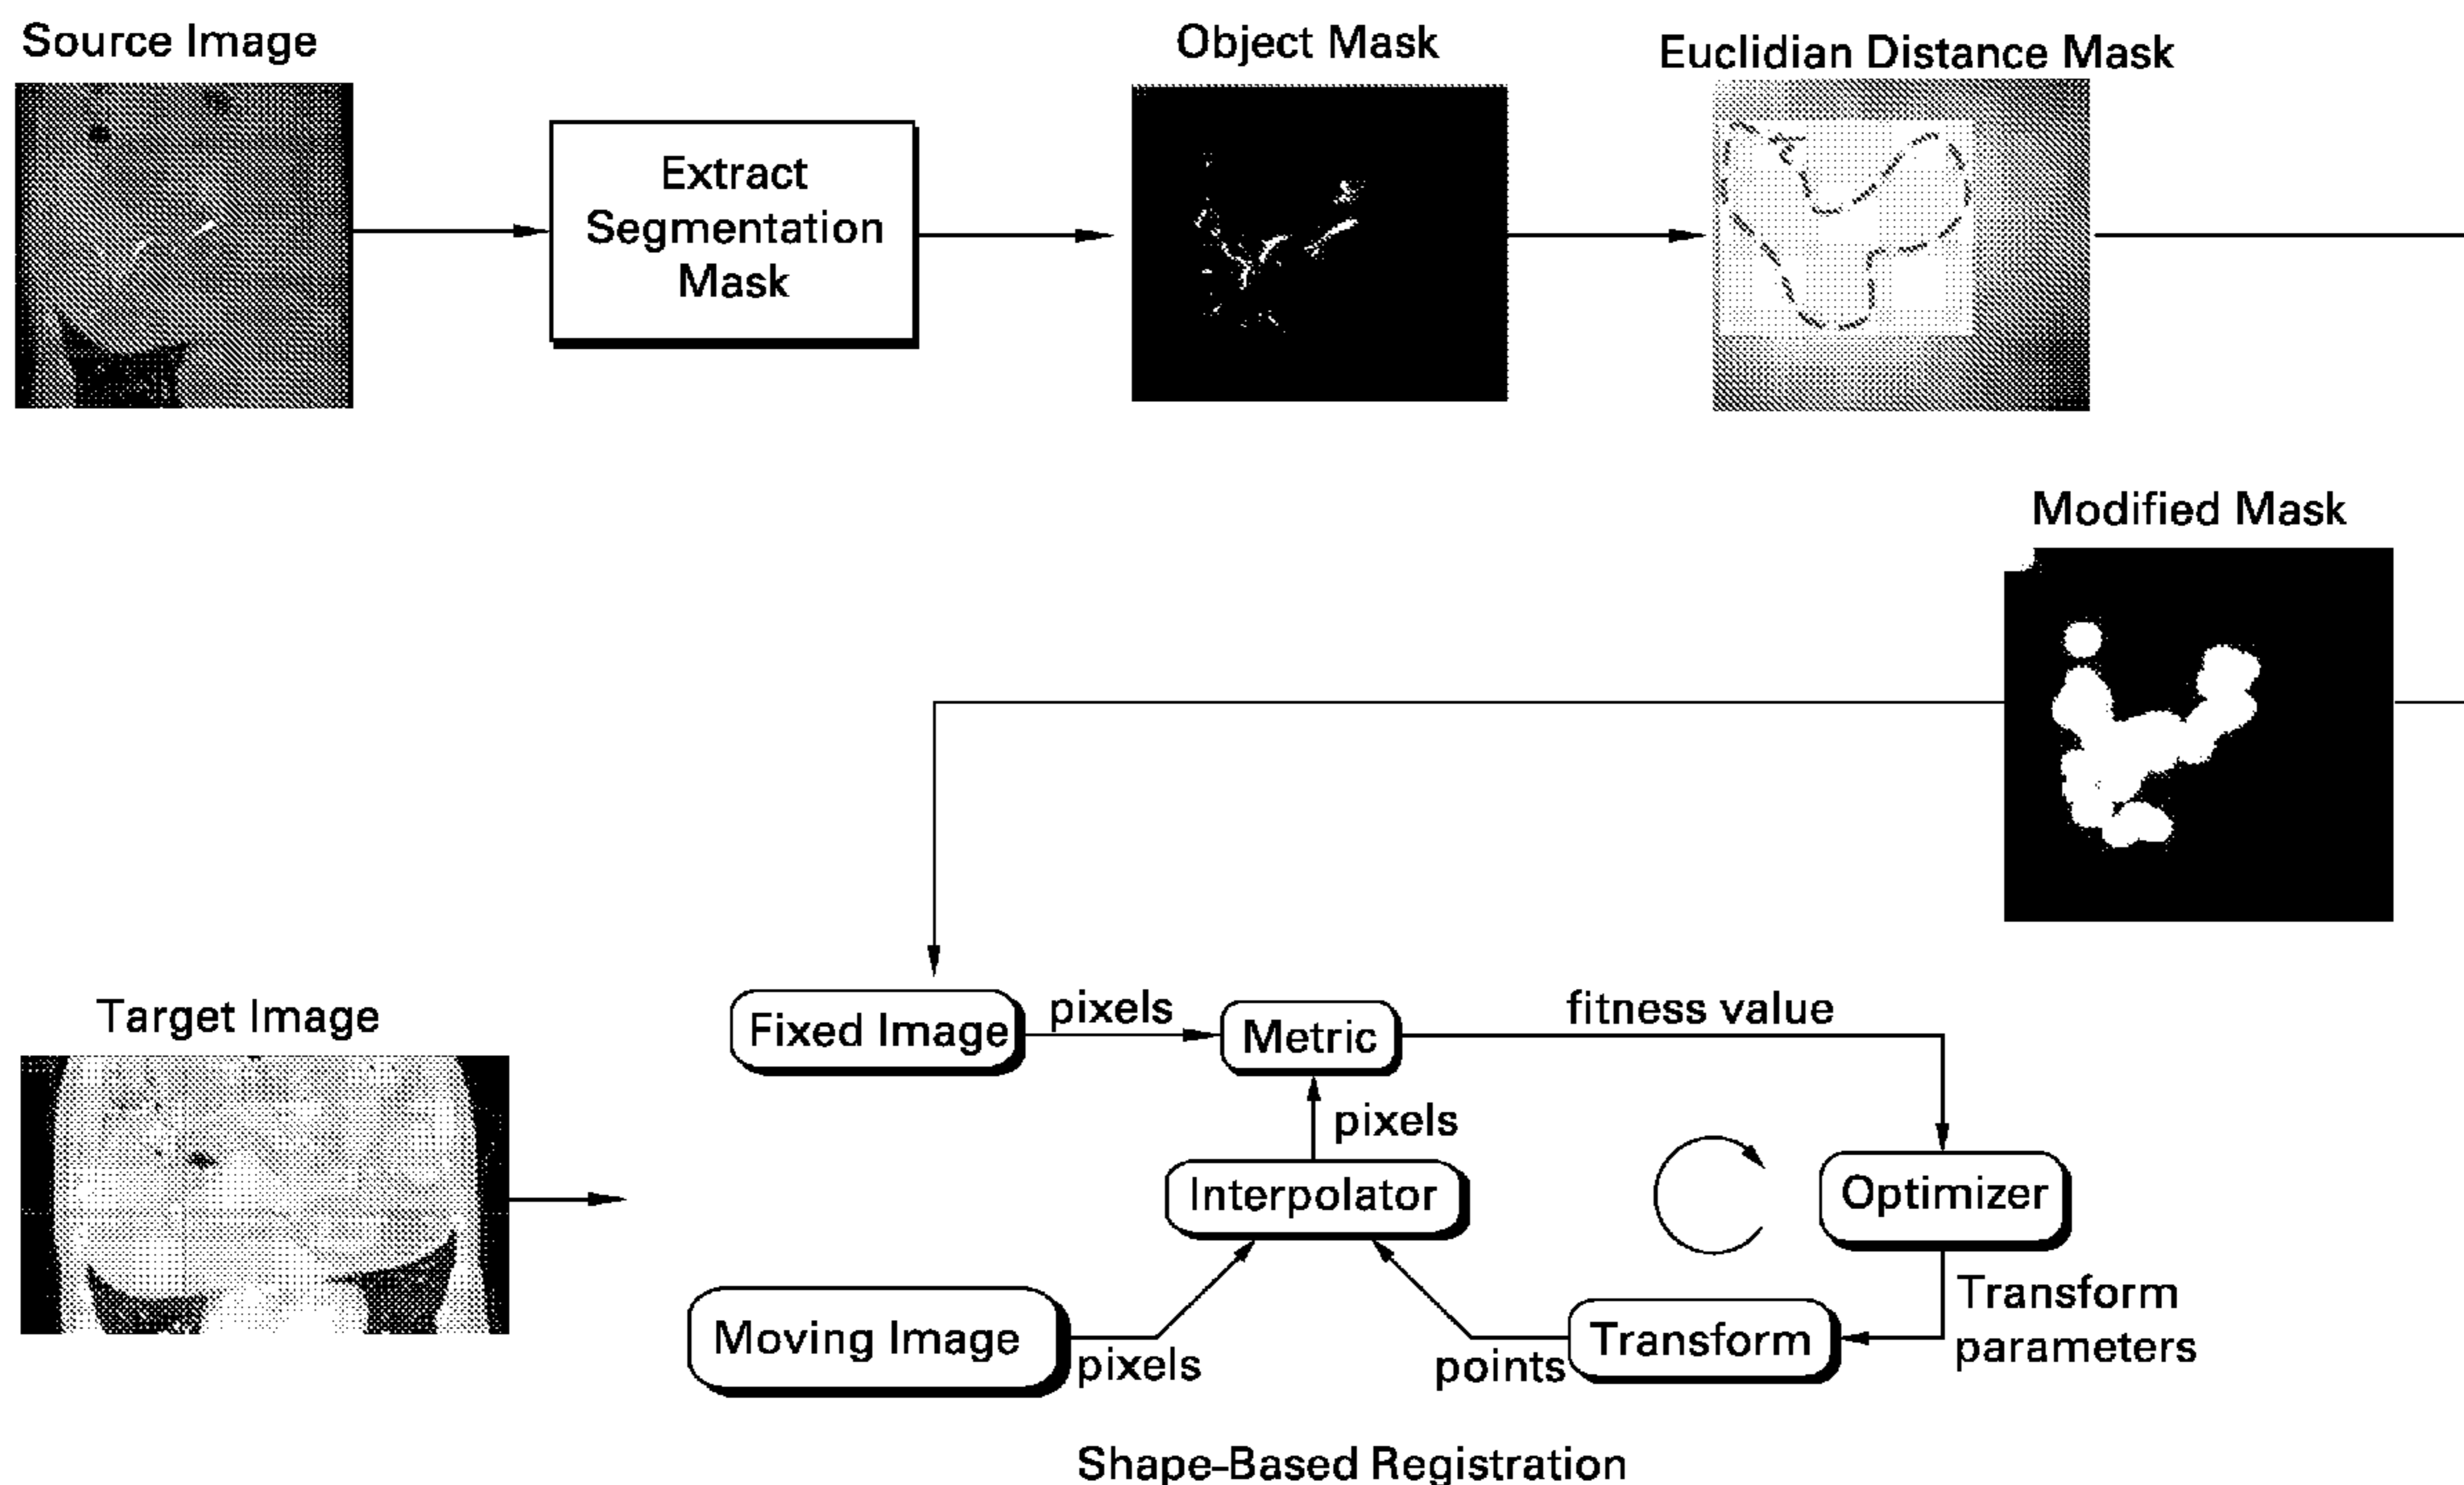 Source Image
Object Mask
Euclidian Distance Mask
Extract
Segmentation
Mask
Modified Mask
Target Image
Fixed Image
pixels
Metric
fitness value
pixels
Interpolator
Optimizer
Moving Image
pixels
points
Transform
Transform
parameters
Shape-Based Registration